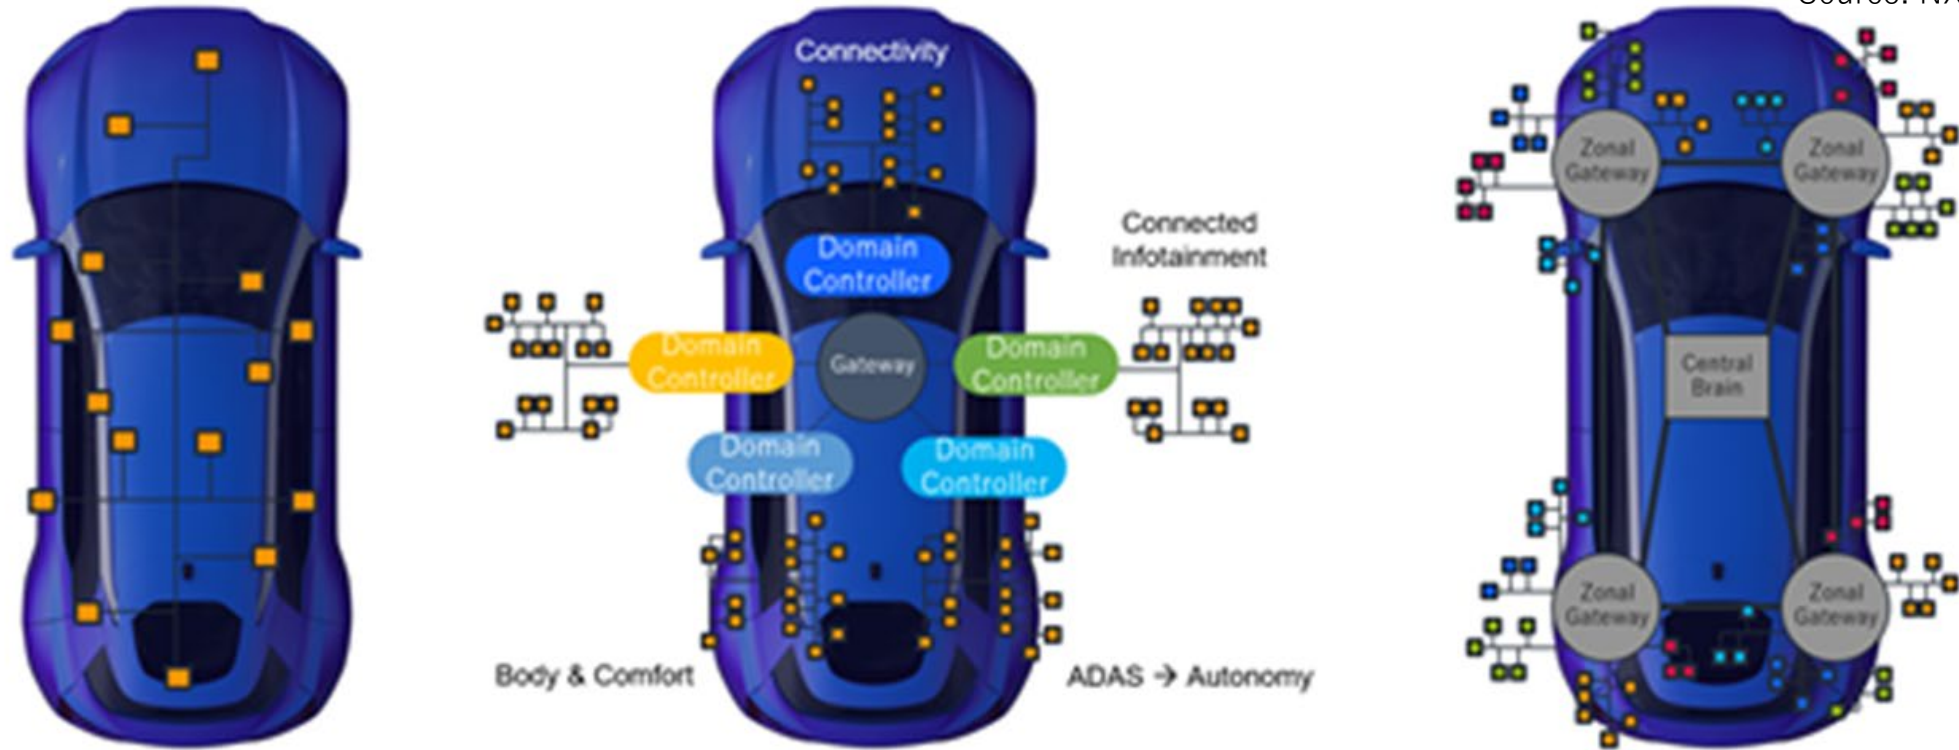 Connectivity
Connected
Infotainment
Domain
Controller
Domain
Controller
Gateway
Domain
Controller
Domain
Controller
Domain
Controller
Body & Comfort
ADAS → Autonomy
Zonal
Gateway
Zonal
Gateway
Central
Brain
Zonal
Gateway
Zonal
Gateway